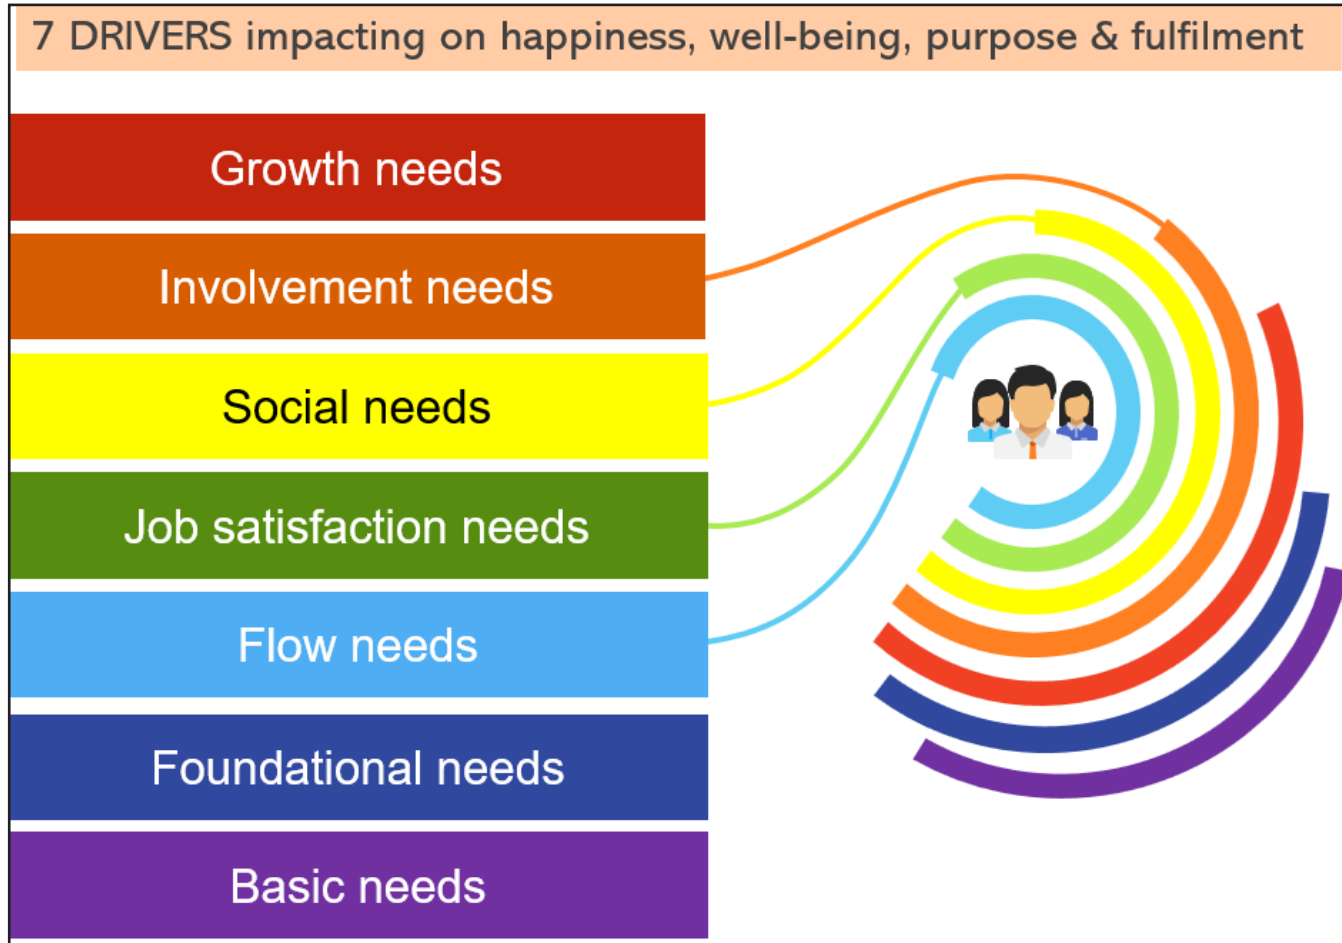 7 DRIVERS impacting on happiness, well-being, purpose & fulfilment
Growth needs
Involvement needs
Social needs
Job satisfaction needs
Flow needs
Foundational needs
Basic needs